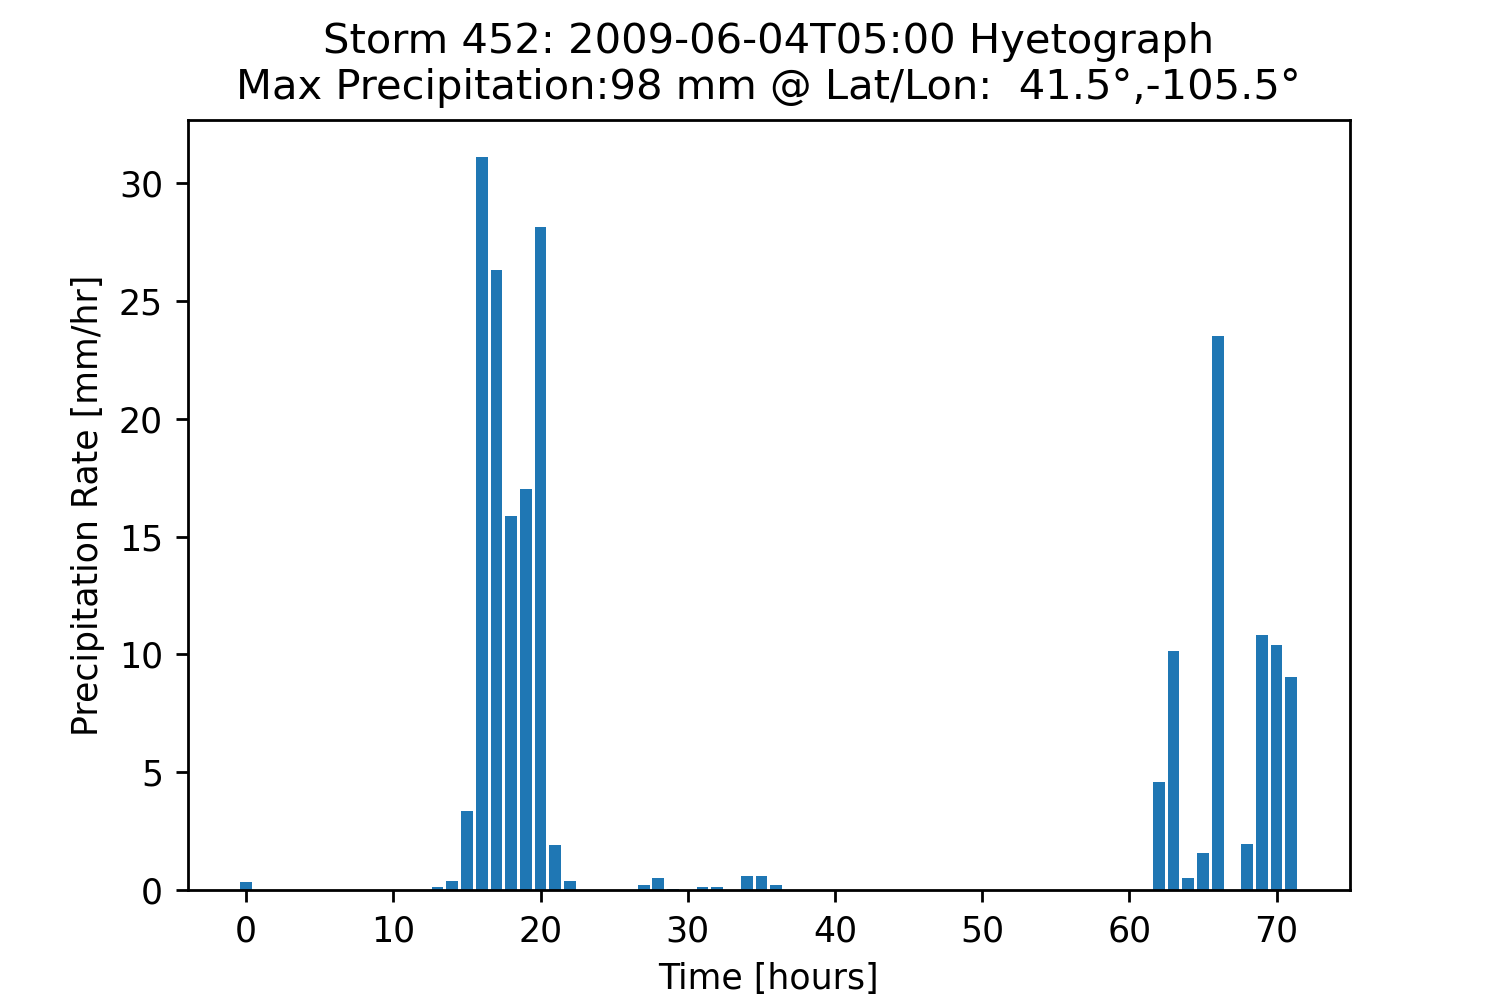 Storm 452: 2009-06-04T05:00 Hyetograph
Max Precipitation:98 mm @ Lat/Lon:  41.5°,-105.5°
Precipitation Rate [mm/hr]
30
25
20
15
10
5
0
0 10 20 30 40 50 60 70
Time [hours]